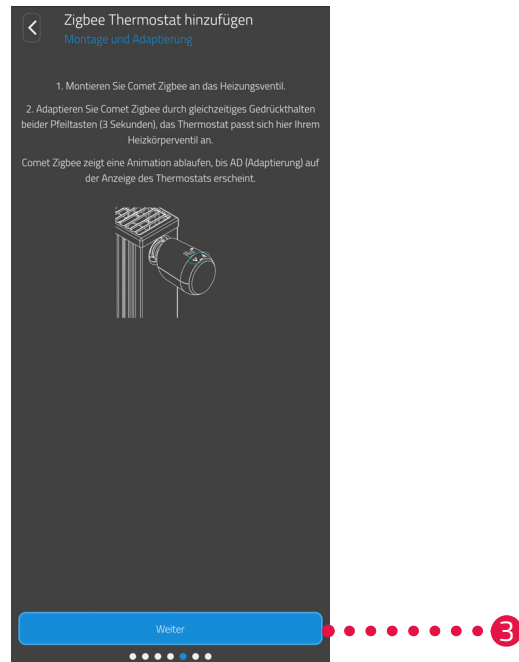 Zigbee Thermostat hinzufügen
Montage und Adaptierung
1. Montieren Sie Comet Zigbee an das Heizungsventil.
2. Adaptieren Sie Comet Zigbee durch gleichzeitiges Gedrückthalten
beider Pfeiltasten (3 Sekunden), das Thermostat passt sich hier Ihrem
Heizkörperventil an.
Comet Zigbee zeigt eine Animation ablaufen, bis AD (Adaptierung) auf
der Anzeige des Thermostats erscheint.
Weiter
3